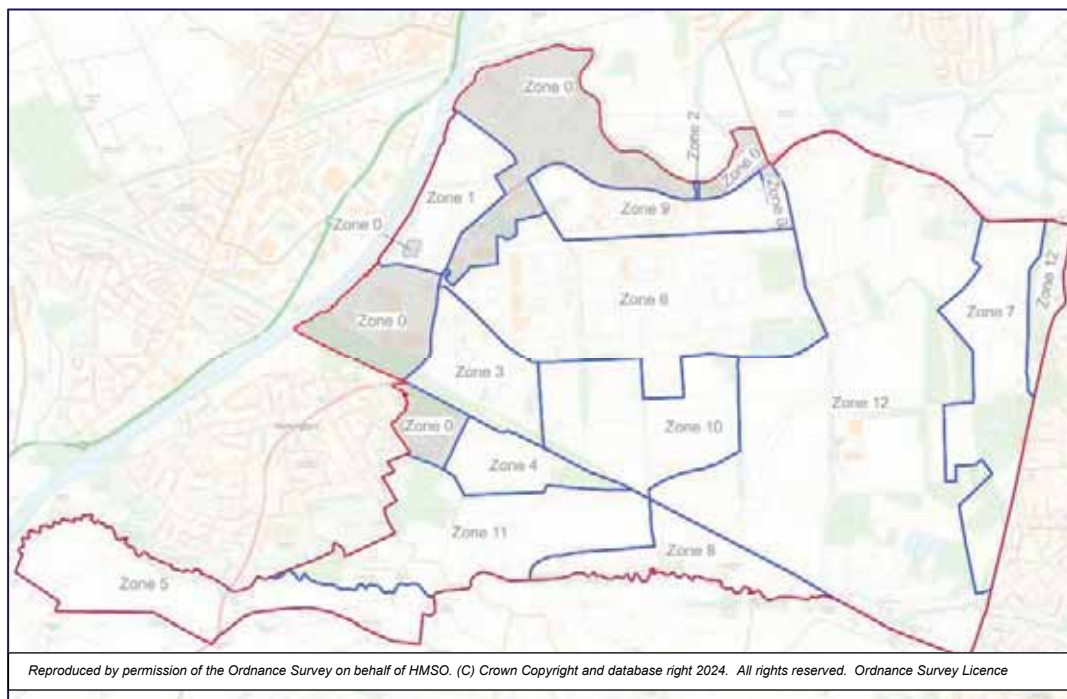 Zone 0
Zone 2
Zone 0
Zone 1
Zone 0
Zone 9
Zone 0
Zone 12
Zone 6
Zone 7
Zone 0
Zone 3
Zone 12
Zone 0
Zone 10
Zone 4
Zone 11
Zone 8
Zone 5
Reproduced by permission of the Ordnance Survey on behalf of HMSO. (C) Crown Copyright and database right 2024. All rights reserved. Ordnance Survey Licence